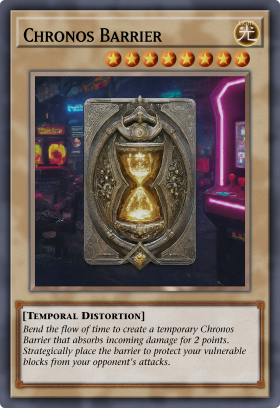 CHRONOS BARRIER
光
[TEMPORAL DISTORTION]
Bend the flow of time to create a temporary Chronos
Barrier that absorbs incoming damage for 2 points.
Strategically place the barrier to protect your vulnerable
blocks from your opponent's attacks.